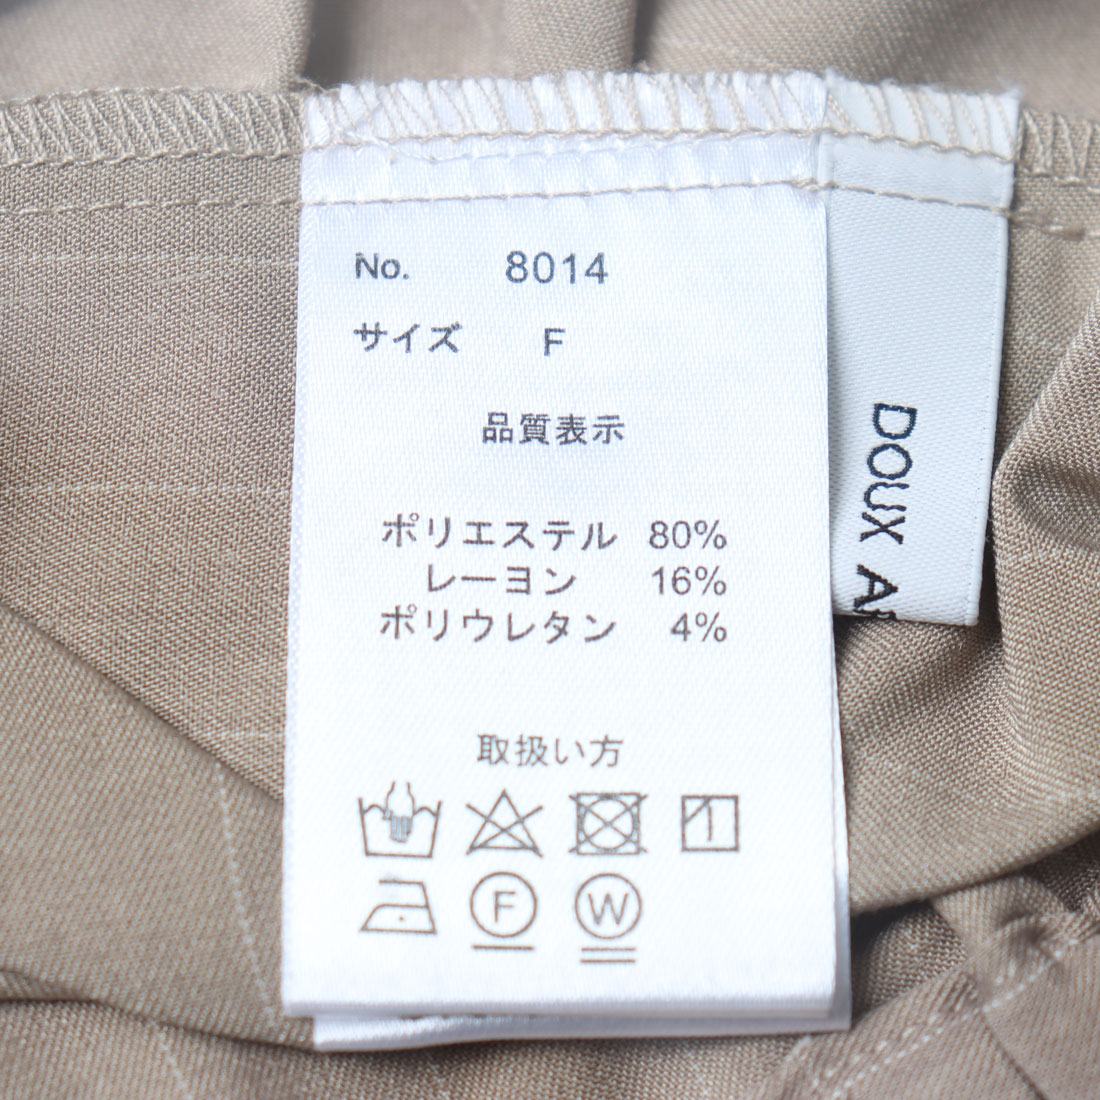 No. 8014
サイズ F
品質表示
ポリエステル 80%
レーヨン 16%
ポリウレタン 4%
取扱い方
F W
DOUX